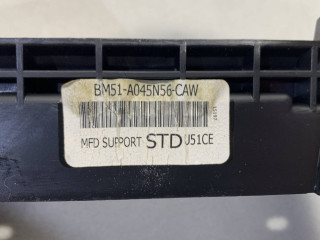 BM51-A045N56-CAW
MFD SUPPORT STD U51CE